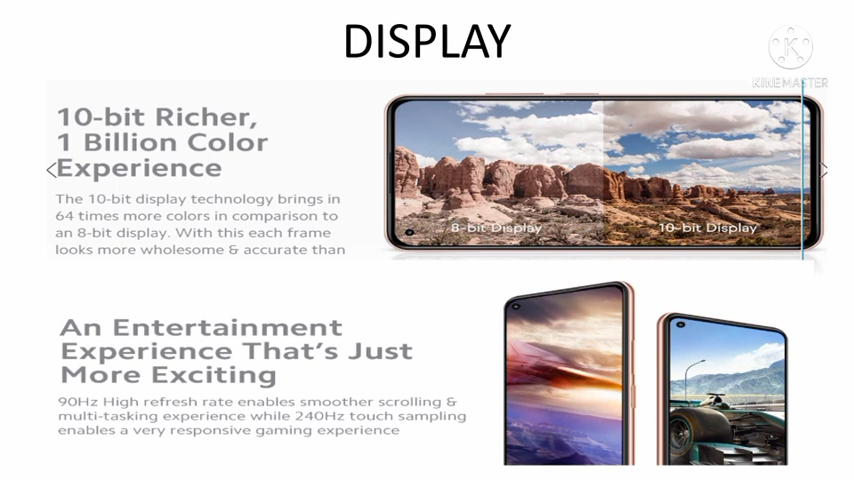 DISPLAY
K
KINEMASTER
10-bit Richer,
1 Billion Color
Experience
The 10-bit display technology brings in
64 times more colors in comparison to
an 8-bit display. With this each frame
looks more wholesome & accurate than
8-bit Display
10-bit Display
An Entertainment
Experience That's Just
More Exciting
90Hz High refresh rate enables smoother scrolling &
multi-tasking experience while 240Hz touch sampling
enables a very responsive gaming experience